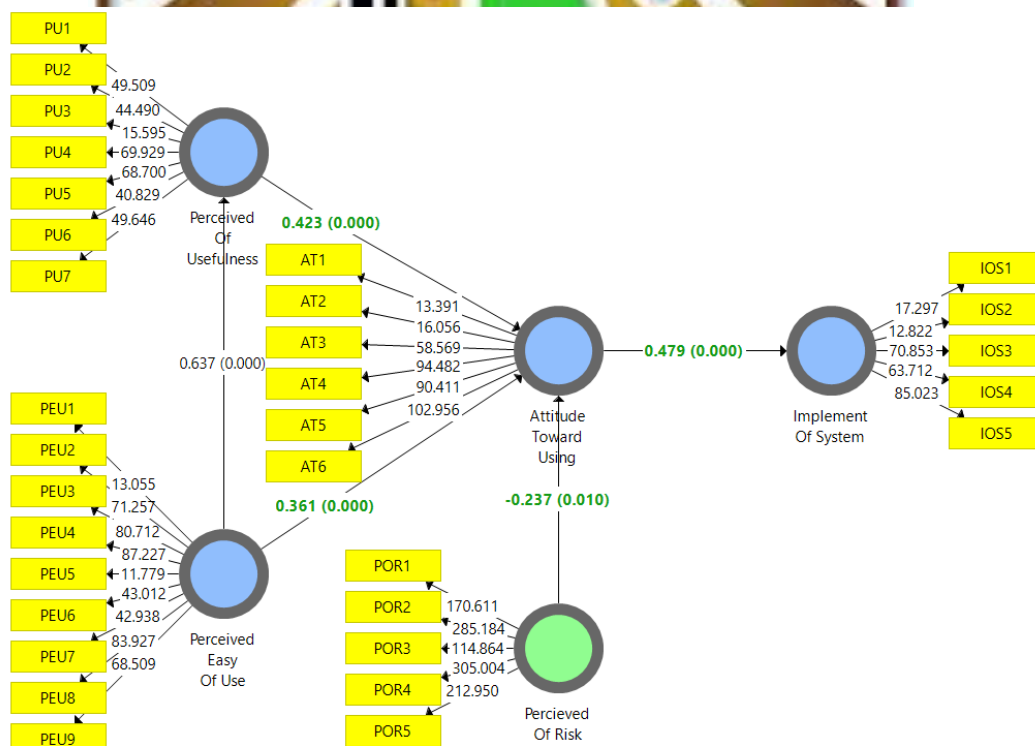 PU1
PU2
PU3
PU4
PU5
PU6
PU7
49.509
44.490
15.595
69.929
68.700
40.829
49.646
Perceived
Of
Usefulness
0.423 (0.000)
AT1
AT2
AT3
AT4
AT5
AT6
13.391
16.056
58.569
94.482
90.411
102.956
0.637 (0.000)
Attitude
Toward
Using
0.479 (0.000)
Implement
Of System
17.297
12.822
70.853
63.712
85.023
IOS1
IOS2
IOS3
IOS4
IOS5
PEU1
PEU2
PEU3
PEU4
PEU5
PEU6
PEU7
PEU8
PEU9
13.055
71.257
80.712
87.227
11.779
43.012
42.938
83.927
68.509
Perceived
Easy
Of Use
0.361 (0.000)
-0.237 (0.010)
POR1
POR2
POR3
POR4
POR5
170.611
285.184
114.864
305.004
212.950
Percieved
Of Risk